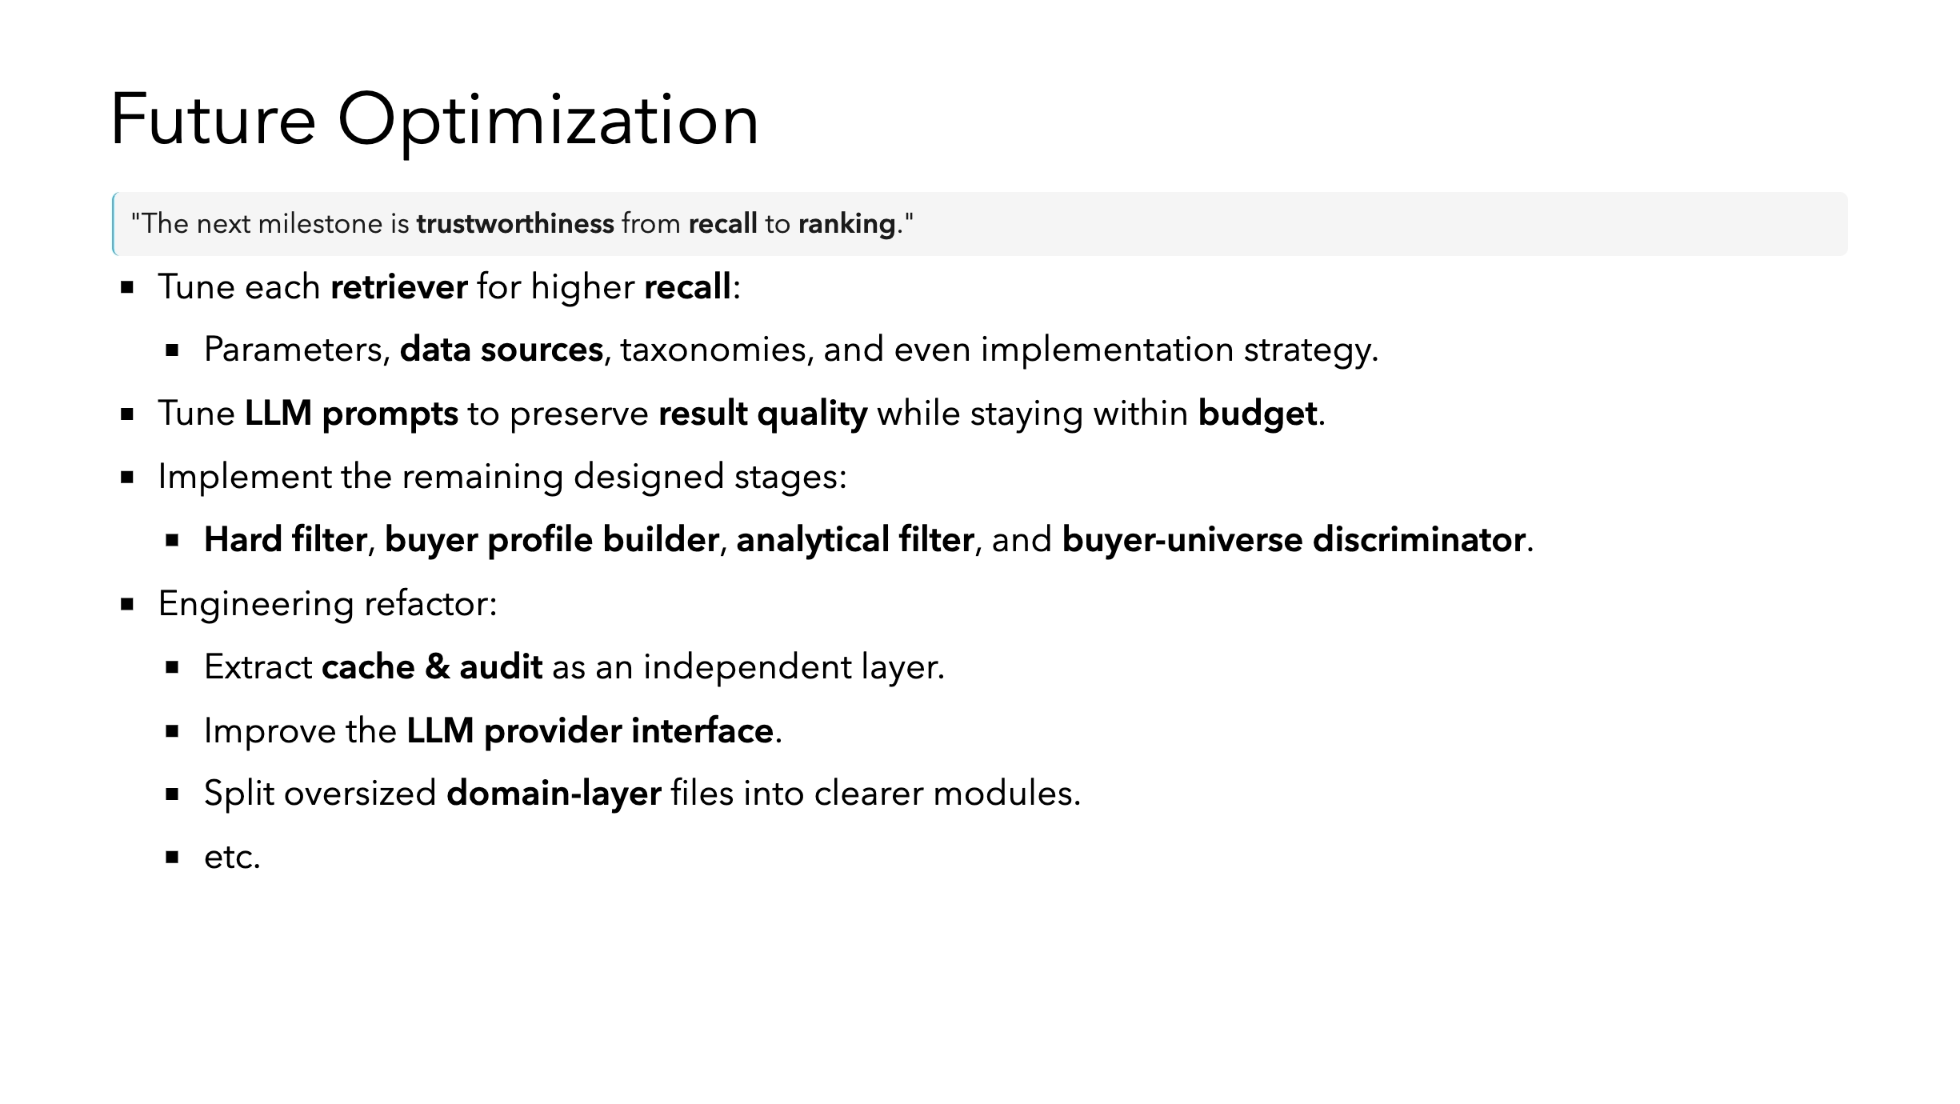 Future Optimization
"The next milestone is trustworthiness from recall to ranking."
▪ Tune each retriever for higher recall:
▪ Parameters, data sources, taxonomies, and even implementation strategy.
▪ Tune LLM prompts to preserve result quality while staying within budget.
▪ Implement the remaining designed stages:
▪ Hard filter, buyer profile builder, analytical filter, and buyer-universe discriminator.
▪ Engineering refactor:
▪ Extract cache & audit as an independent layer.
▪ Improve the LLM provider interface.
▪ Split oversized domain-layer files into clearer modules.
▪ etc.